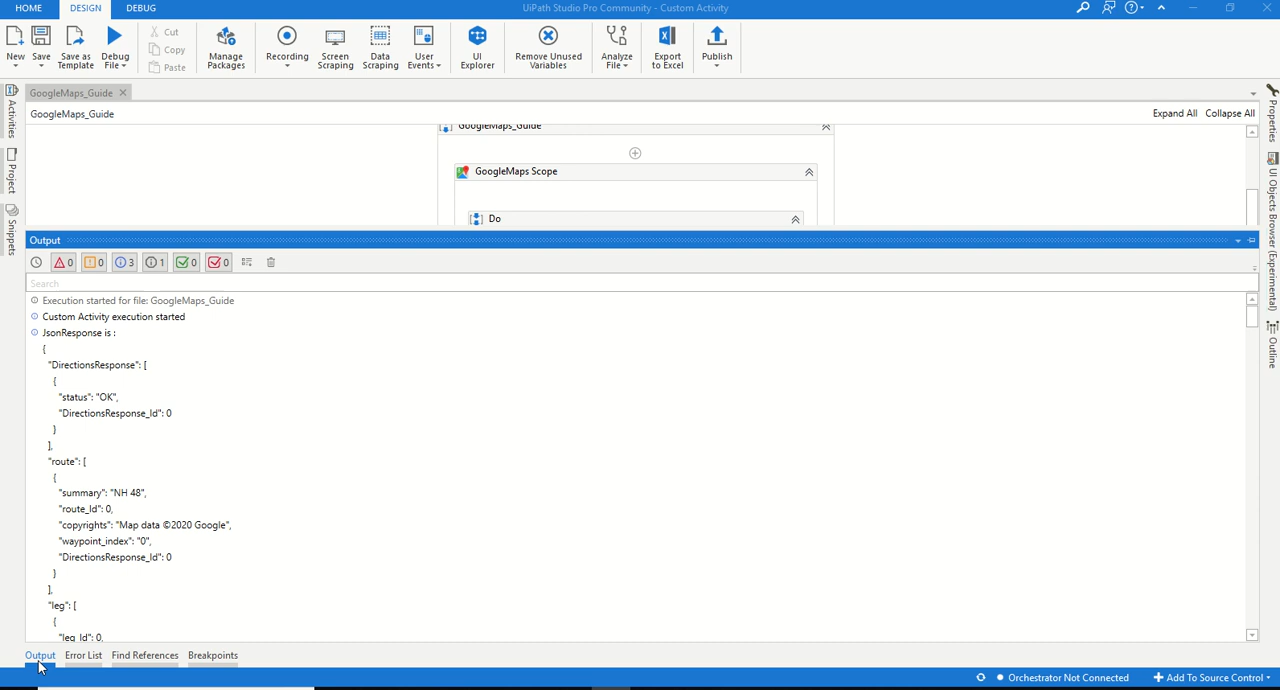 HOME DESIGN DEBUG UiPath Studio Pro Community - Custom Activity
New Save Save as Template Debug File Cut Copy Paste Manage Packages Recording Screen Scraping Data Scraping User Events UI Explorer Remove Unused Variables Analyze File Export to Excel Publish
GoogleMaps_Guide
GoogleMaps_Guide Expand All Collapse All
Activities
Project
Snippets
Properties
UI Objects Browser (Experimental)
Outline
GoogleMaps_Guide
GoogleMaps Scope
Do
Output
0 0 3 1 0 0
Search
Execution started for file: GoogleMaps_Guide
Custom Activity execution started
JsonResponse is :
{
"DirectionsResponse": [
{
"status": "OK",
"DirectionsResponse_Id": 0
}
],
"route": [
{
"summary": "NH 48",
"route_Id": 0,
"copyrights": "Map data ©2020 Google",
"waypoint_index": "0",
"DirectionsResponse_Id": 0
}
],
"leg": [
{
"leg_Id": 0,
Output Error List Find References Breakpoints
Orchestrator Not Connected Add To Source Control